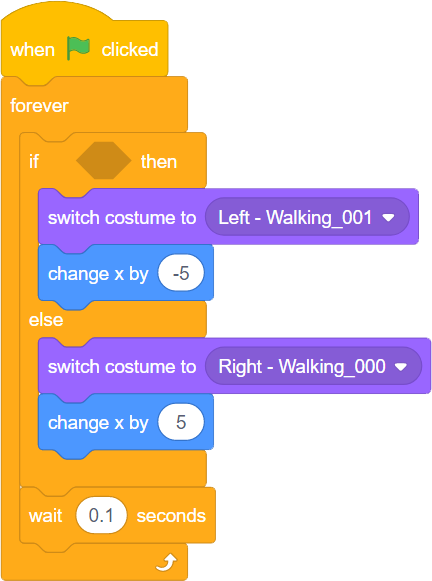 when clicked
forever
if then
switch costume to Left - Walking_001
change x by -5
else
switch costume to Right - Walking_000
change x by 5
wait 0.1 seconds